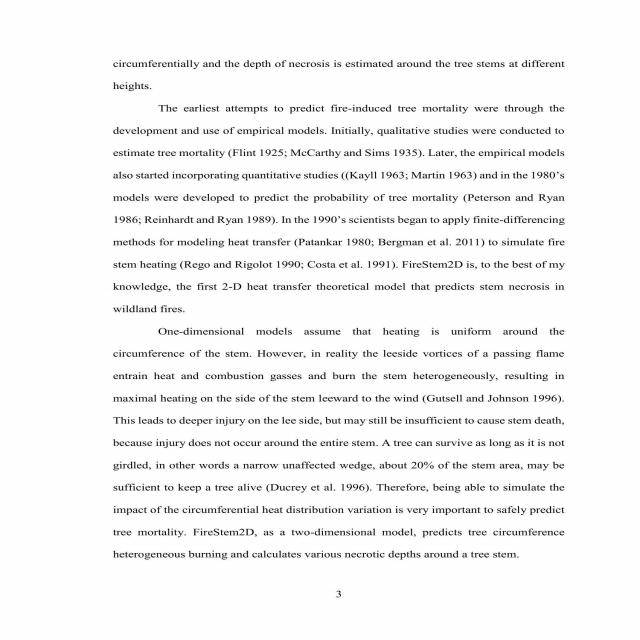 circumferentially and the depth of necrosis is estimated around the tree stems at different
heights.
The earliest attempts to predict fire-induced tree mortality were through the
development and use of empirical models. Initially, qualitative studies were conducted to
estimate tree mortality (Flint 1925; McCarthy and Sims 1935). Later, the empirical models
also started incorporating quantitative studies ((Kayll 1963; Martin 1963) and in the 1980’s
models were developed to predict the probability of tree mortality (Peterson and Ryan
1986; Reinhardt and Ryan 1989). In the 1990’s scientists began to apply finite-differencing
methods for modeling heat transfer (Patankar 1980; Bergman et al. 2011) to simulate fire
stem heating (Rego and Rigolot 1990; Costa et al. 1991). FireStem2D is, to the best of my
knowledge, the first 2-D heat transfer theoretical model that predicts stem necrosis in
wildland fires.
One-dimensional models assume that heating is uniform around the
circumference of the stem. However, in reality the leeside vortices of a passing flame
entrain heat and combustion gasses and burn the stem heterogeneously, resulting in
maximal heating on the side of the stem leeward to the wind (Gutsell and Johnson 1996).
This leads to deeper injury on the lee side, but may still be insufficient to cause stem death,
because injury does not occur around the entire stem. A tree can survive as long as it is not
girdled, in other words a narrow unaffected wedge, about 20% of the stem area, may be
sufficient to keep a tree alive (Ducrey et al. 1996). Therefore, being able to simulate the
impact of the circumferential heat distribution variation is very important to safely predict
tree mortality. FireStem2D, as a two-dimensional model, predicts tree circumference
heterogeneous burning and calculates various necrotic depths around a tree stem.
3